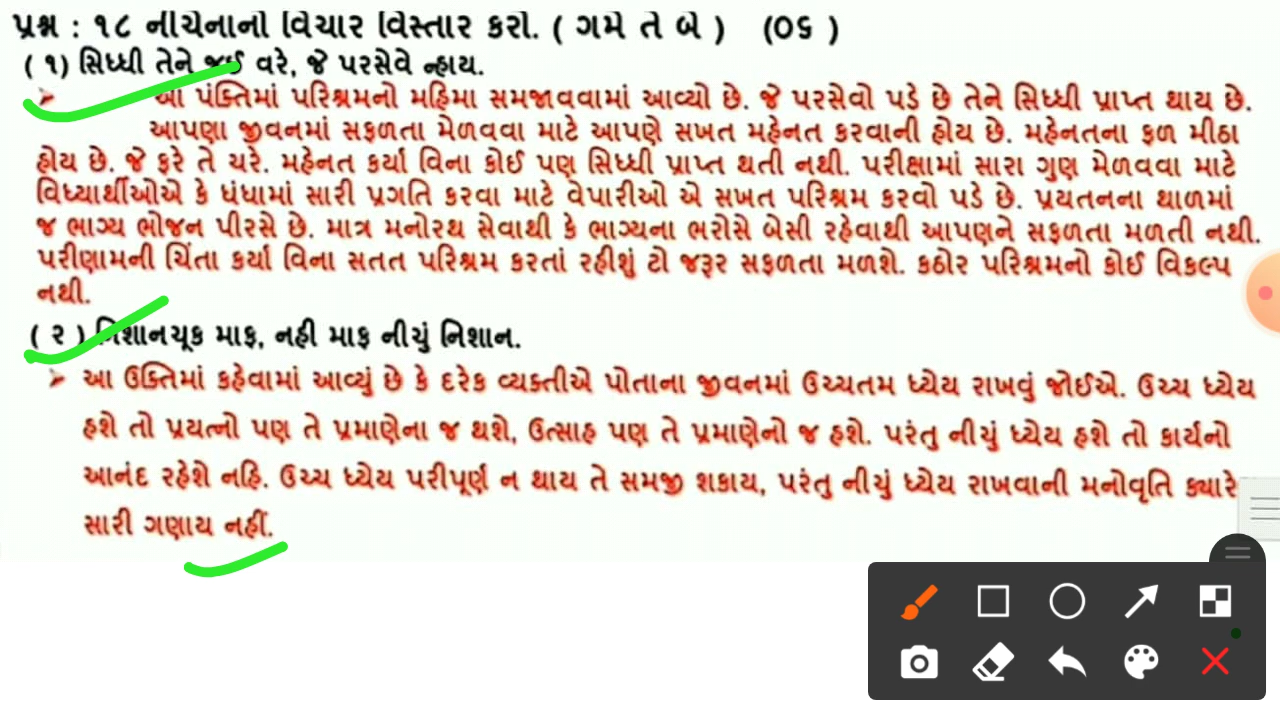 પ્રશ્ન : ૧૮ નીચેનાનો વિચાર વિસ્તાર કરો. ( ગમે તે બે )    (૦૬ )
( ૧) સિધ્ધી તેને જઈ વરે, જે પરસેવે ન્હાય.
➤ આ પંક્તિમાં પરિશ્રમનો મહિમા સમજાવવામાં આવ્યો છે. જે પરસેવો પડે છે તેને સિધ્ધી પ્રાપ્ત થાય છે.
આપણા જીવનમાં સફળતા મેળવવા માટે આપણે સખત મહેનત કરવાની હોય છે. મહેનતના ફળ મીઠા
હોય છે. જે ફરે તે ચરે. મહેનત કર્યા વિના કોઈ પણ સિધ્ધી પ્રાપ્ત થતી નથી. પરીક્ષામાં સારા ગુણ મેળવવા માટે
વિધ્યાર્થીઓએ કે ધંધામાં સારી પ્રગતિ કરવા માટે વેપારીઓ એ સખત પરિશ્રમ કરવો પડે છે. પ્રયતનના થાળમાં
જ ભાગ્ય ભોજન પીરસે છે. માત્ર મનોરથ સેવાથી કે ભાગ્યના ભરોસે બેસી રહેવાથી આપણને સફળતા મળતી નથી.
પરીણામની ચિંતા કર્યા વિના સતત પરિશ્રમ કરતાં રહીશું ટો જરૂર સફળતા મળશે. કઠોર પરિશ્રમનો કોઈ વિકલ્પ
નથી.
( ૨ ) નિશાનચૂક માફ, નહી માફ નીચું નિશાન.
➤ આ ઉક્તિમાં કહેવામાં આવ્યું છે કે દરેક વ્યક્તીએ પોતાના જીવનમાં ઉચ્ચતમ ધ્યેય રાખવું જોઈએ. ઉચ્ચ ધ્યેય
હશે તો પ્રયત્નો પણ તે પ્રમાણેના જ થશે, ઉત્સાહ પણ તે પ્રમાણેનો જ હશે. પરંતુ નીચું ધ્યેય હશે તો કાર્યનો
આનંદ રહેશે નહિ. ઉચ્ચ ધ્યેય પરીપૂર્ણ ન થાય તે સમજી શકાય, પરંતુ નીચું ધ્યેય રાખવાની મનોવૃતિ ક્યારે
સારી ગણાય નહીં.